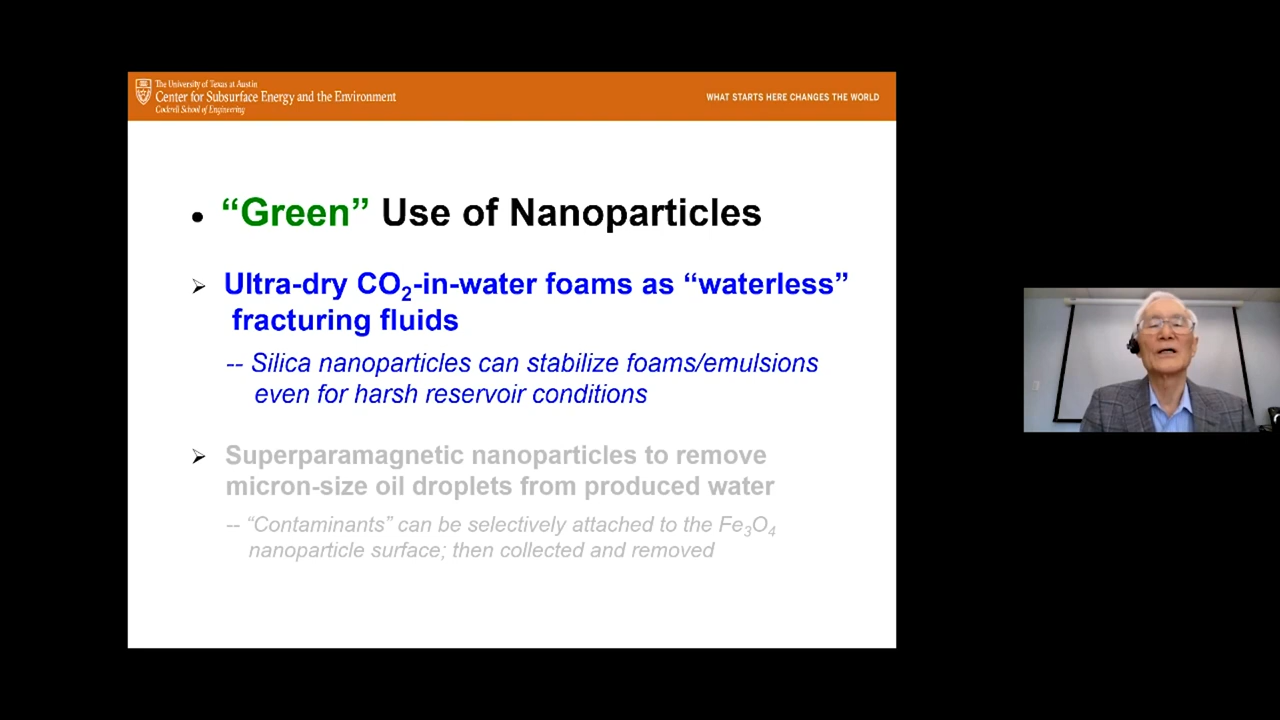 The University of Texas at Austin
Center for Subsurface Energy and the Environment
Cockrell School of Engineering
WHAT STARTS HERE CHANGES THE WORLD
• “Green” Use of Nanoparticles
➢ Ultra-dry CO₂-in-water foams as “waterless”
fracturing fluids
-- Silica nanoparticles can stabilize foams/emulsions
even for harsh reservoir conditions
➢ Superparamagnetic nanoparticles to remove
micron-size oil droplets from produced water
-- “Contaminants” can be selectively attached to the Fe₃O₄
nanoparticle surface; then collected and removed